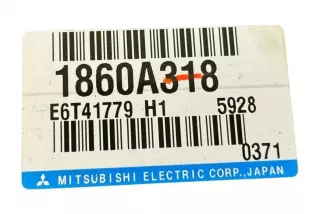 1860A318
E6T41779 H1 5928
0371
MITSUBISHI ELECTRIC CORP., JAPAN